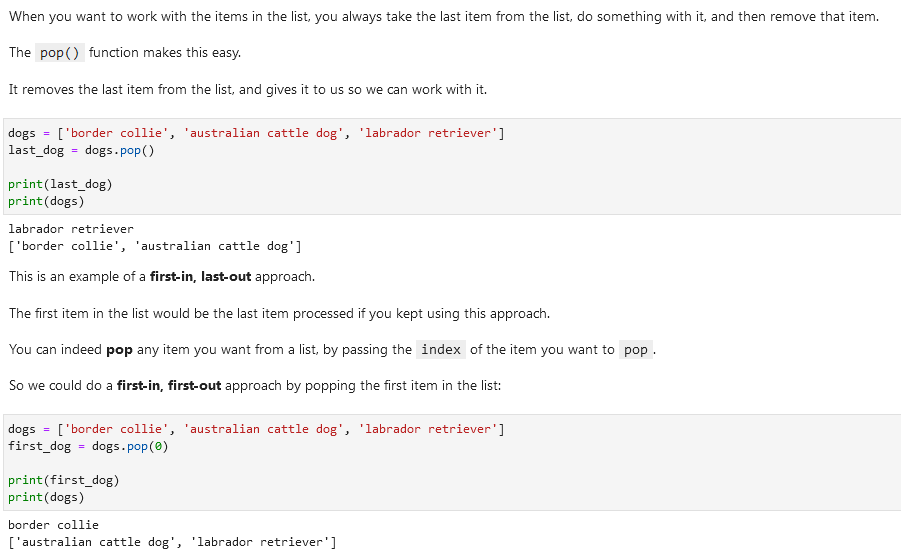 When you want to work with the items in the list, you always take the last item from the list, do something with it, and then remove that item.
The pop() function makes this easy.
It removes the last item from the list, and gives it to us so we can work with it.
dogs = ['border collie', 'australian cattle dog', 'labrador retriever']
last_dog = dogs.pop()
print(last_dog)
print(dogs)
labrador retriever
['border collie', 'australian cattle dog']
This is an example of a first-in, last-out approach.
The first item in the list would be the last item processed if you kept using this approach.
You can indeed pop any item you want from a list, by passing the index of the item you want to pop .
So we could do a first-in, first-out approach by popping the first item in the list:
dogs = ['border collie', 'australian cattle dog', 'labrador retriever']
first_dog = dogs.pop(0)
print(first_dog)
print(dogs)
border collie
['australian cattle dog', 'labrador retriever']